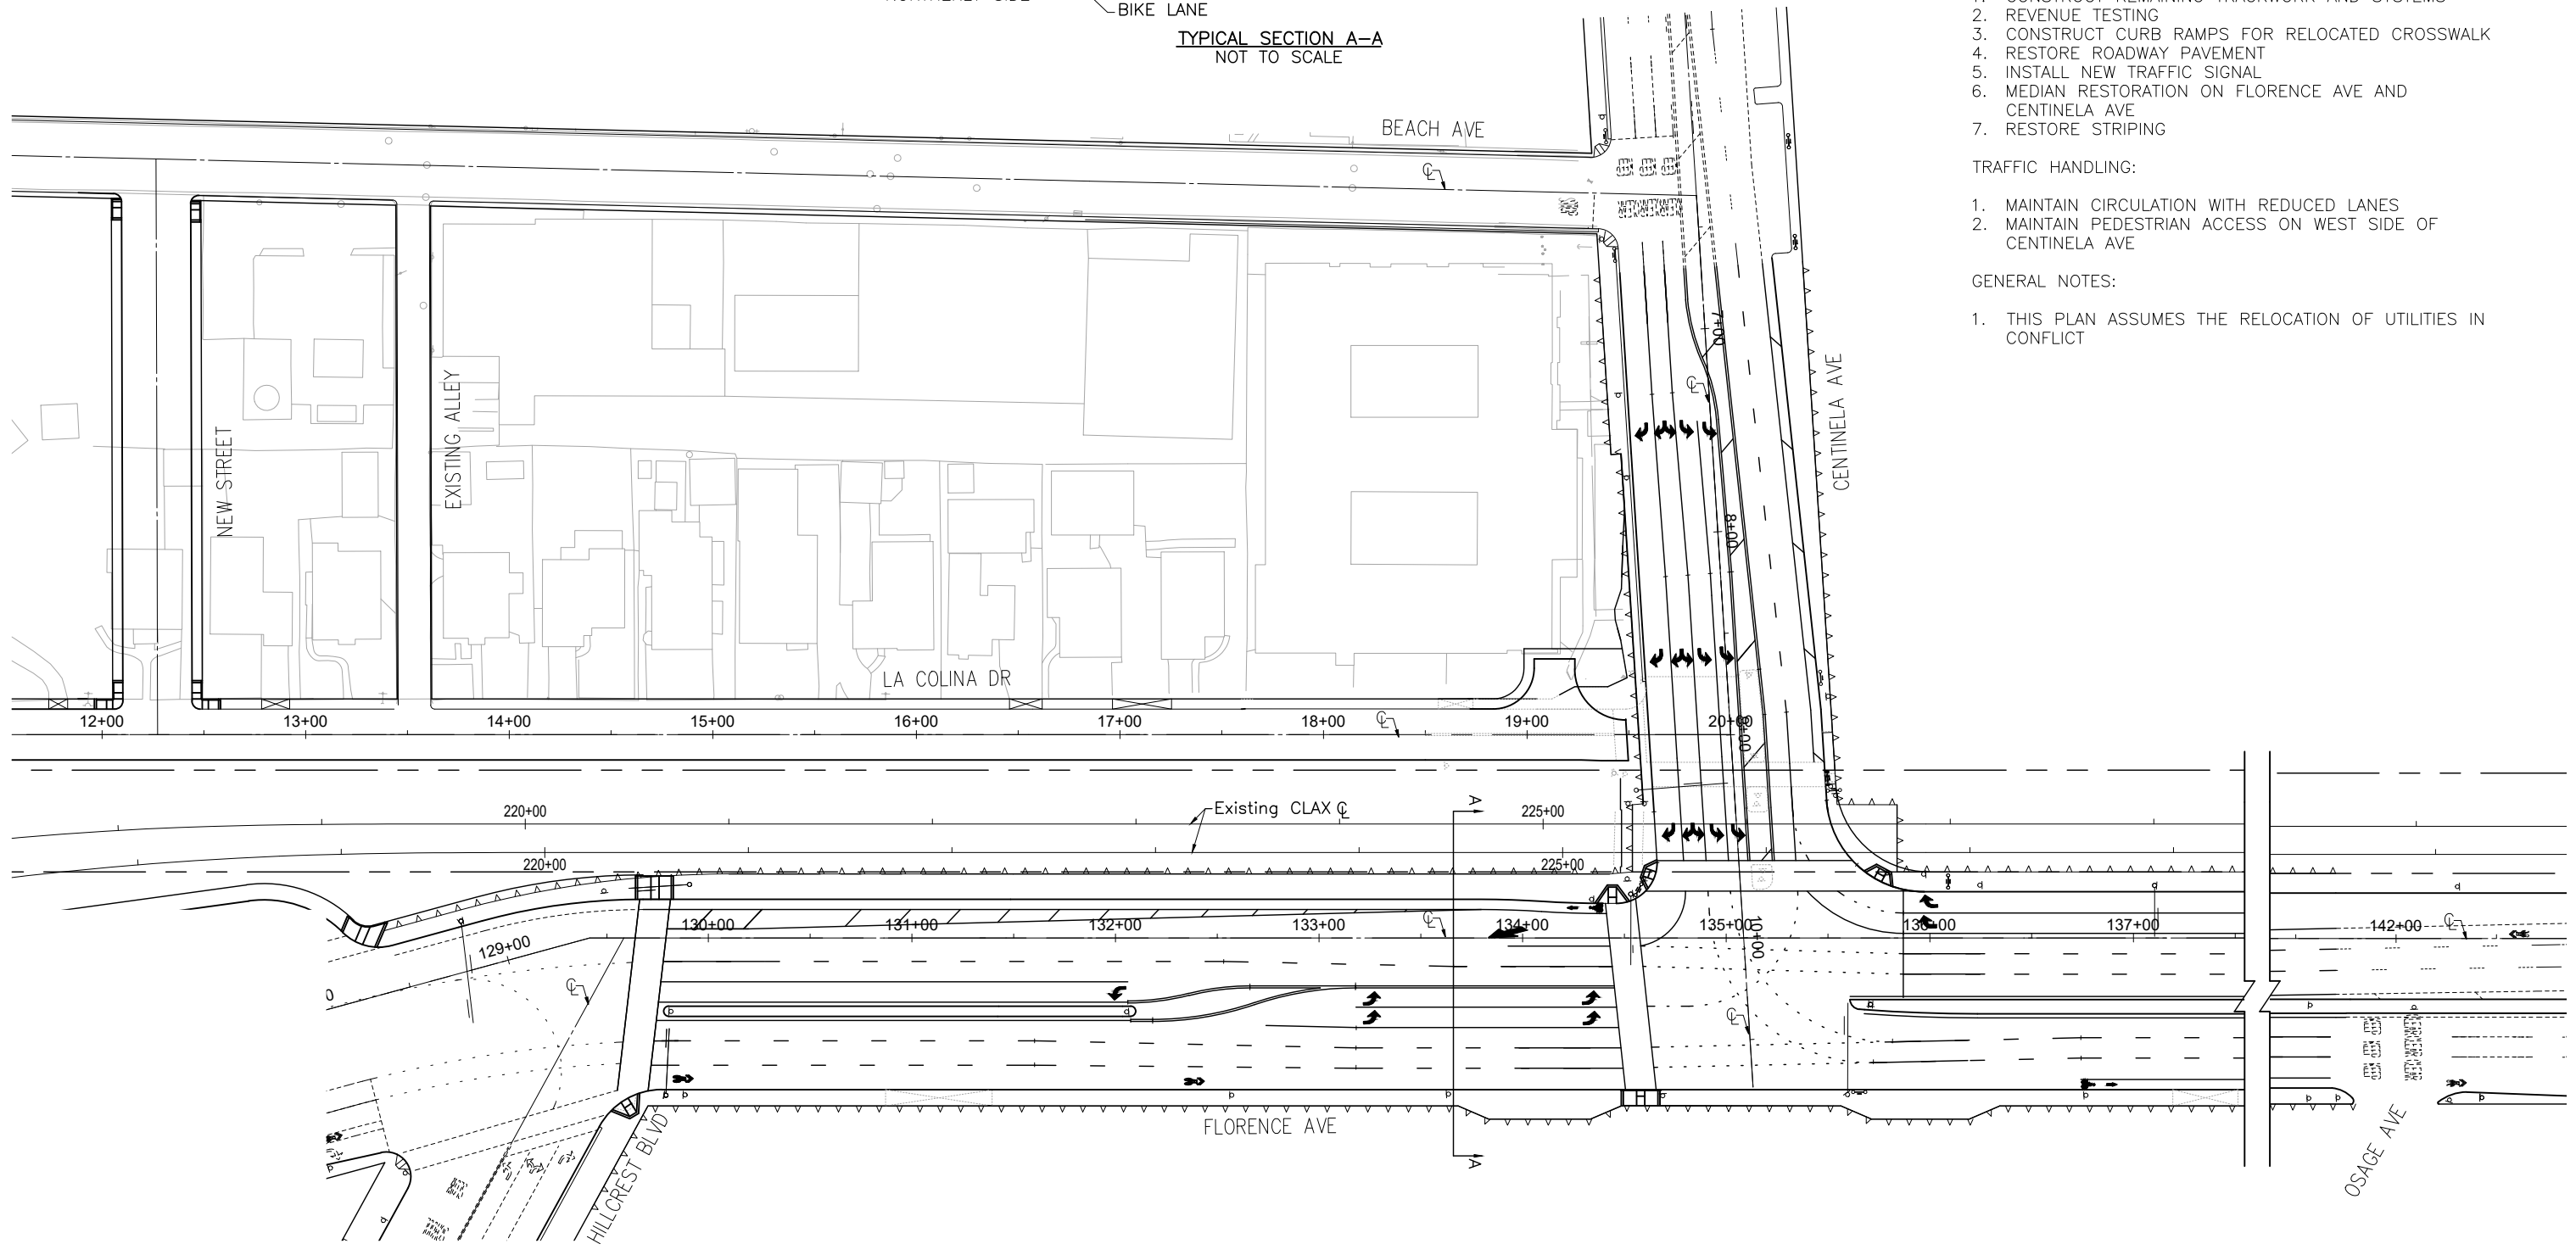 BIKE LANE
TYPICAL SECTION A–A
NOT TO SCALE
2. REVENUE TESTING
3. CONSTRUCT CURB RAMPS FOR RELOCATED CROSSWALK
4. RESTORE ROADWAY PAVEMENT
5. INSTALL NEW TRAFFIC SIGNAL
6. MEDIAN RESTORATION ON FLORENCE AVE AND
CENTINELA AVE
7. RESTORE STRIPING
TRAFFIC HANDLING:
1. MAINTAIN CIRCULATION WITH REDUCED LANES
2. MAINTAIN PEDESTRIAN ACCESS ON WEST SIDE OF
CENTINELA AVE
GENERAL NOTES:
1. THIS PLAN ASSUMES THE RELOCATION OF UTILITIES IN
CONFLICT
BEACH AVE
NEW STREET
EXISTING ALLEY
CENTINELA AVE
7+00
8+00
LA COLINA DR
12+00
13+00
14+00
15+00
16+00
17+00
18+00
19+00
20+00
220+00
Existing CLAX ℄
225+00
220+00
225+00
A
129+00
130+00
131+00
132+00
133+00
134+00
135+00
10+00
136+00
137+00
142+00
A
FLORENCE AVE
HILLCREST BLVD
OSAGE AVE